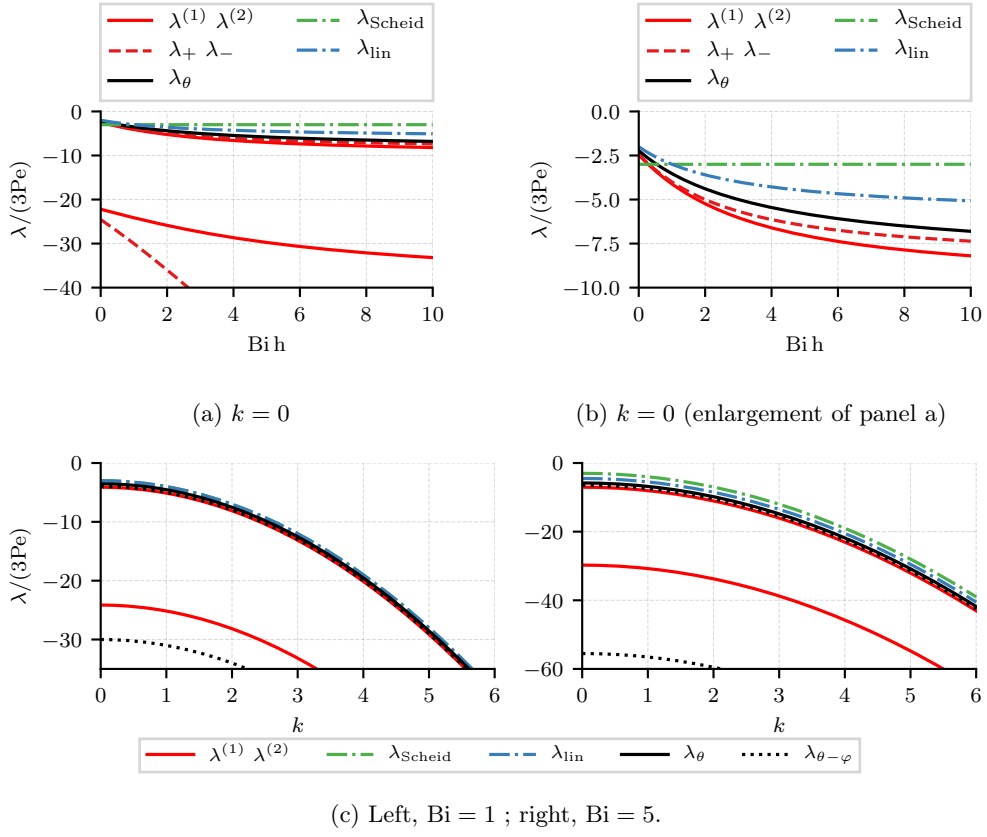 λ⁽¹⁾ λ⁽²⁾ λ_Scheid
λ₊ λ₋ λ_lin
λ_θ
λ⁽¹⁾ λ⁽²⁾ λ_Scheid
λ₊ λ₋ λ_lin
λ_θ
λ/(3Pe)
0
−10
−20
−30
−40
0 2 4 6 8 10
Bi h
λ/(3Pe)
0.0
−2.5
−5.0
−7.5
−10.0
0 2 4 6 8 10
Bi h
(a) k = 0
(b) k = 0 (enlargement of panel a)
λ/(3Pe)
0
−10
−20
−30
0 1 2 3 4 5 6
k
0
−20
−40
−60
0 1 2 3 4 5 6
k
λ⁽¹⁾ λ⁽²⁾ λ_Scheid λ_lin λ_θ λ_θ−φ
(c) Left, Bi = 1 ; right, Bi = 5.